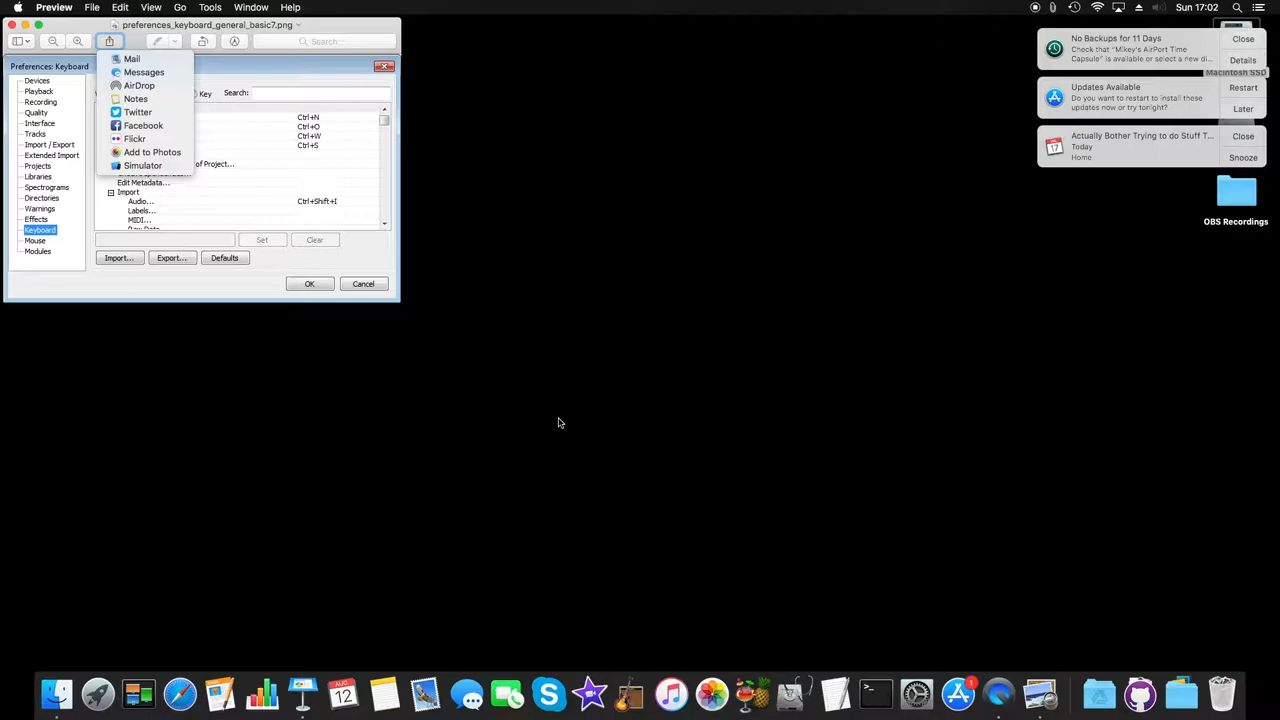 Preview File Edit View Go Tools Window Help Sun 17:02
preferences_keyboard_general_basic7.png
Search
Preferences: Keyboard
Mail
Messages
AirDrop
Notes
Twitter
Facebook
Flickr
Add to Photos
Simulator
Devices
Playback
Recording
Quality
Interface
Tracks
Import / Export
Extended Import
Projects
Libraries
Spectrograms
Directories
Warnings
Effects
Keyboard
Mouse
Modules
Key Search:
Ctrl+N
Ctrl+O
Ctrl+W
Ctrl+S
of Project...
Edit Metadata...
Import
Audio... Ctrl+Shift+I
Labels...
MIDI...
Set Clear
Import... Export... Defaults
OK Cancel
No Backups for 11 Days
Check that “Mikey's AirPort Time
Capsule” is available or select a new di...
Close
Details
Macintosh SSD
Updates Available
Do you want to restart to install these
updates now or try tonight?
Restart
Later
Actually Bother Trying to do Stuff T...
Today
Home
Close
Snooze
OBS Recordings
AUG
12
1